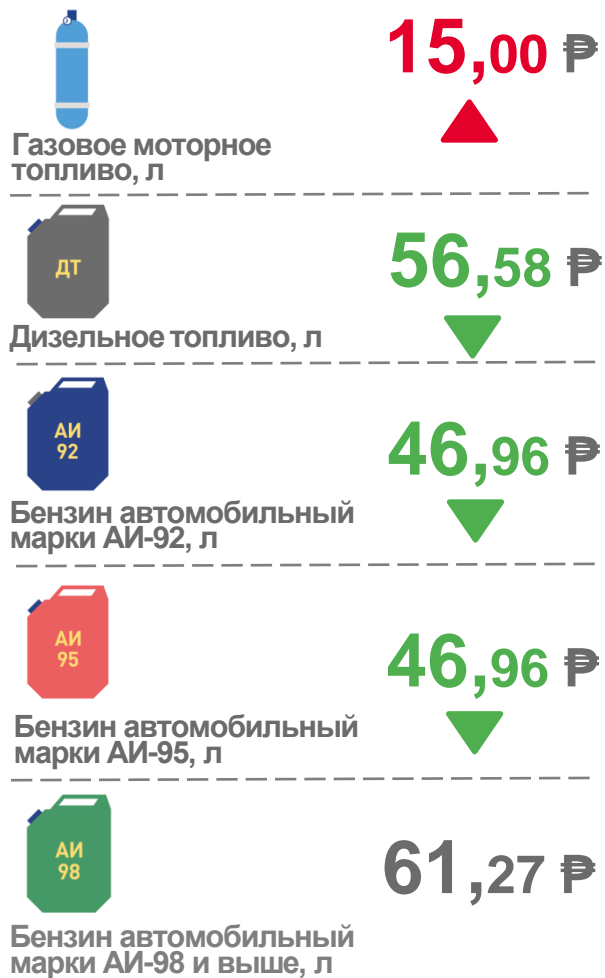 15,00 ₽
Газовое моторное
топливо, л
ДТ
56,58 ₽
Дизельное топливо, л
АИ
92
46,96 ₽
Бензин автомобильный
марки АИ-92, л
АИ
95
46,96 ₽
Бензин автомобильный
марки АИ-95, л
АИ
98
61,27 ₽
Бензин автомобильный
марки АИ-98 и выше, л